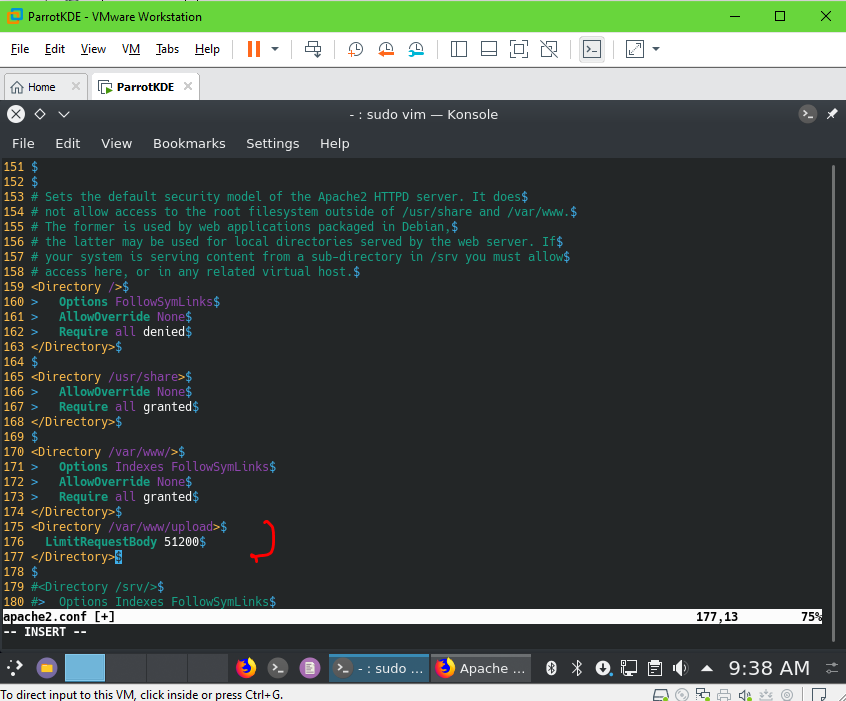 ParrotKDE - VMware Workstation
File Edit View VM Tabs Help
Home ParrotKDE
- : sudo vim — Konsole
File Edit View Bookmarks Settings Help
151 $
152 $
153 # Sets the default security model of the Apache2 HTTPD server. It does$
154 # not allow access to the root filesystem outside of /usr/share and /var/www.$
155 # The former is used by web applications packaged in Debian,$
156 # the latter may be used for local directories served by the web server. If$
157 # your system is serving content from a sub-directory in /srv you must allow$
158 # access here, or in any related virtual host.$
159 <Directory />$
160 >   Options FollowSymLinks$
161 >   AllowOverride None$
162 >   Require all denied$
163 </Directory>$
164 $
165 <Directory /usr/share>$
166 >   AllowOverride None$
167 >   Require all granted$
168 </Directory>$
169 $
170 <Directory /var/www/>$
171 >   Options Indexes FollowSymLinks$
172 >   AllowOverride None$
173 >   Require all granted$
174 </Directory>$
175 <Directory /var/www/upload>$
176   LimitRequestBody 51200$
177 </Directory>$
178 $
179 #<Directory /srv/>$
180 #>  Options Indexes FollowSymLinks$
apache2.conf [+] 177,13 75%
-- INSERT --
- : sudo ... Apache ... 9:38 AM
To direct input to this VM, click inside or press Ctrl+G.